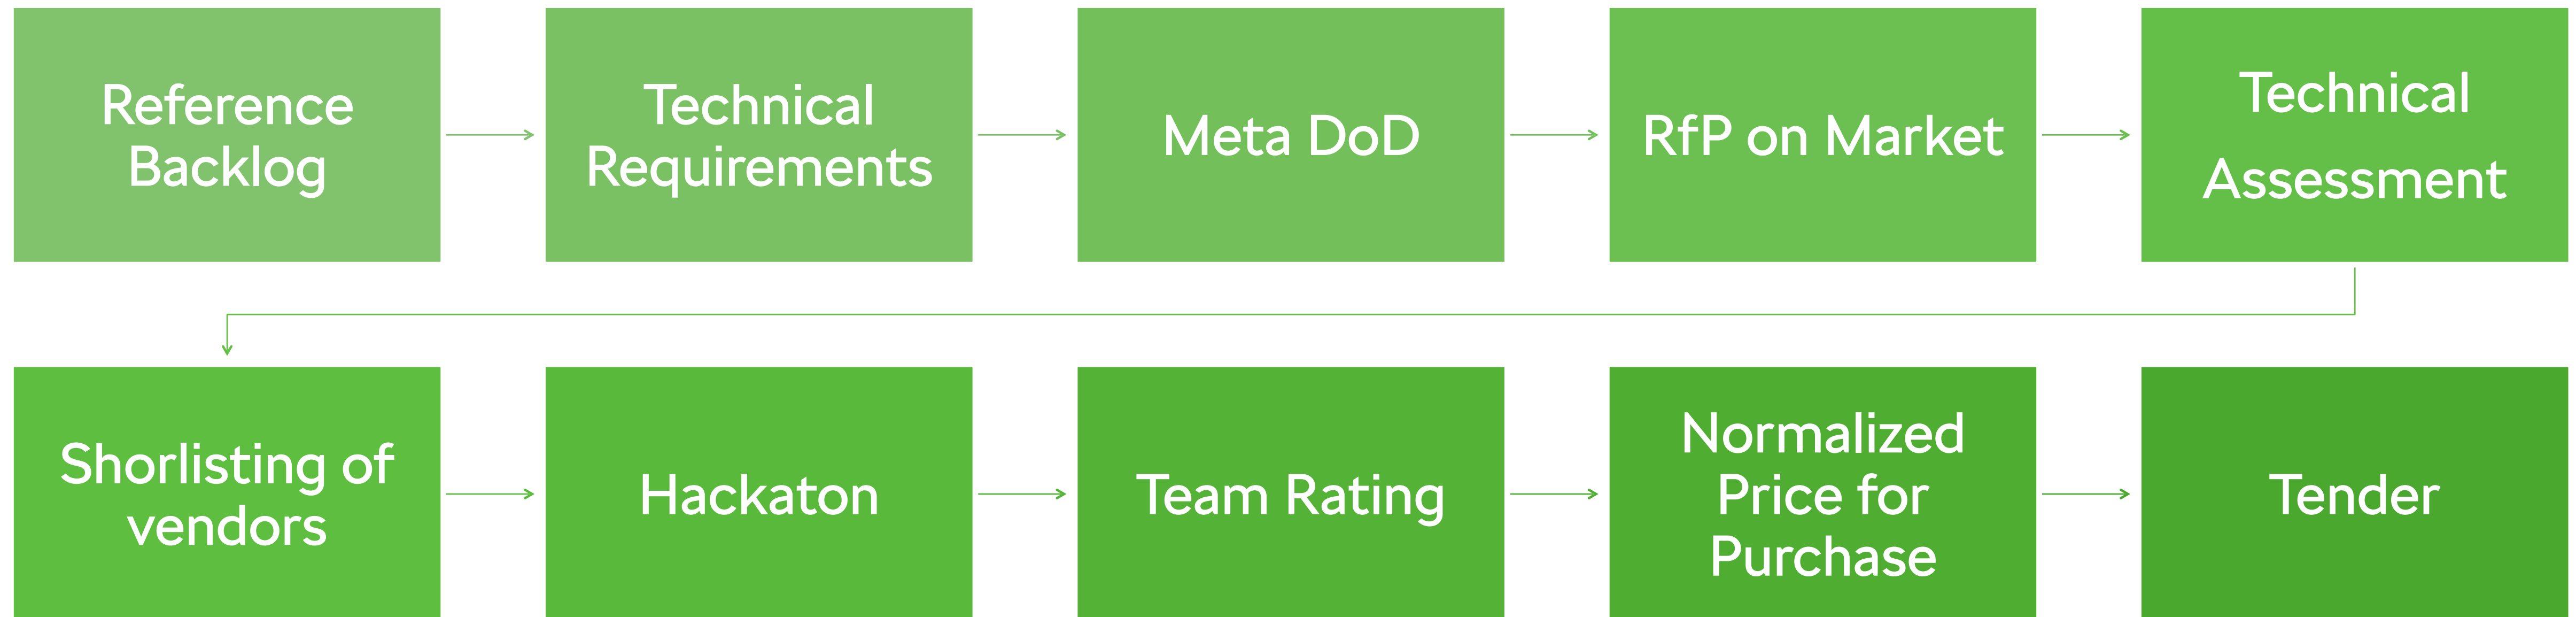 Reference
Backlog
Technical
Requirements
Meta DoD
RfP on Market
Technical
Assessment
Shorlisting of
vendors
Hackaton
Team Rating
Normalized
Price for
Purchase
Tender